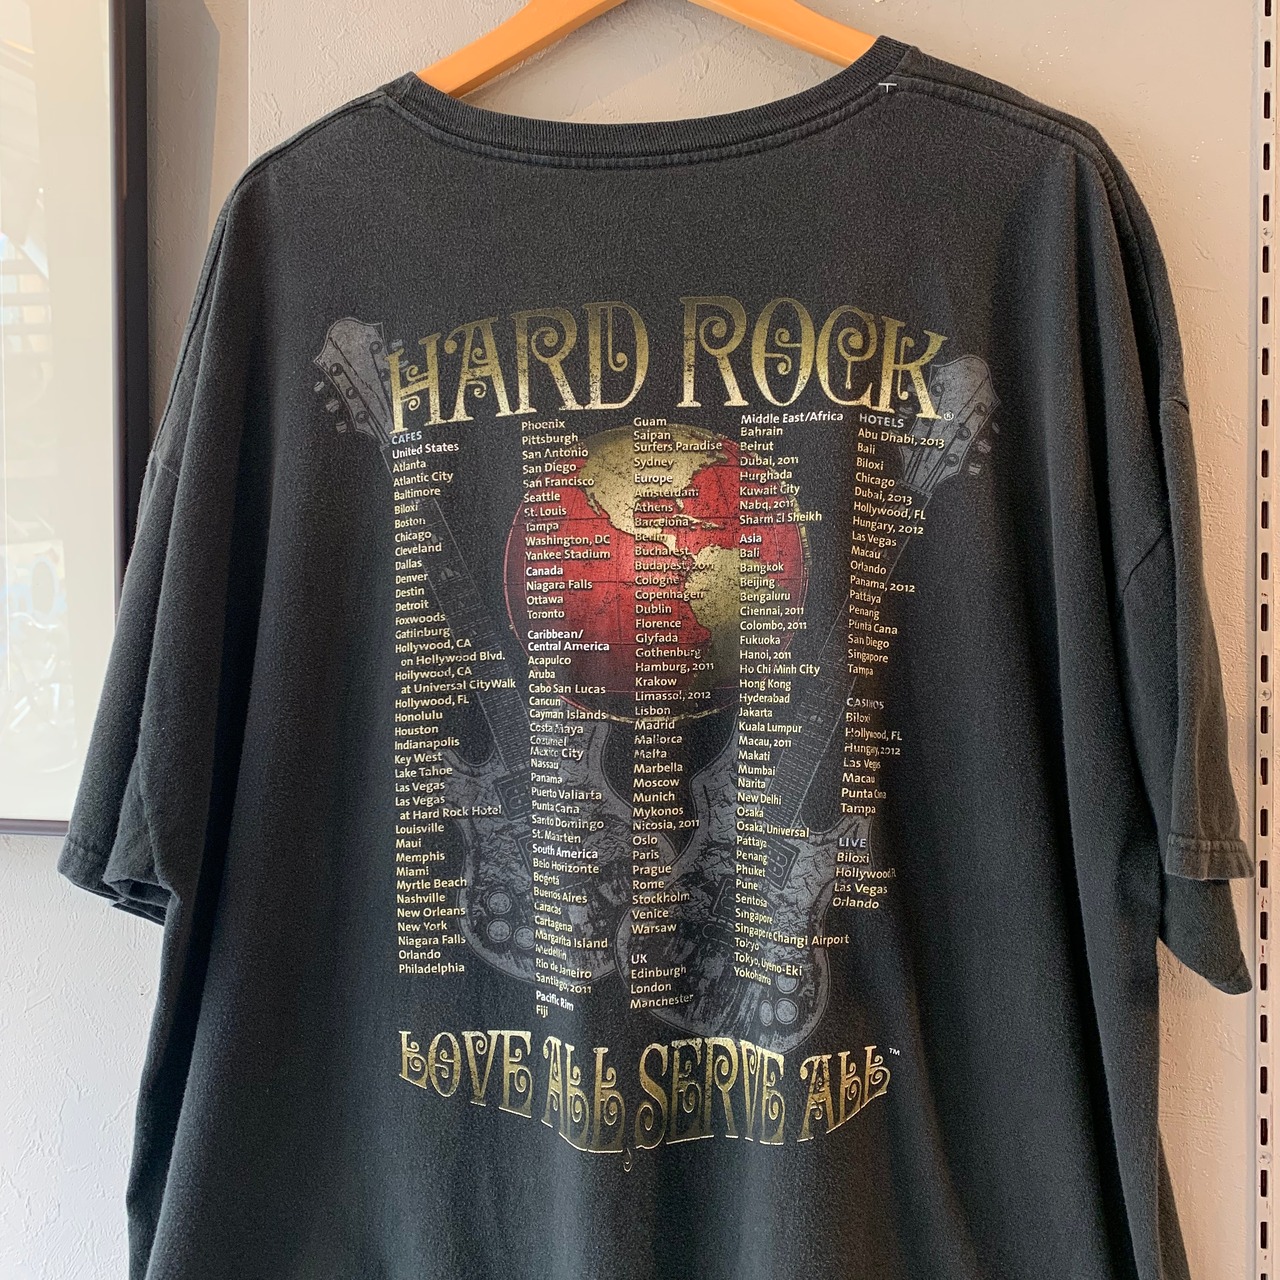 HARD ROCK®
CAFES
United States
Atlanta
Atlantic City
Baltimore
Biloxi
Boston
Chicago
Cleveland
Dallas
Denver
Destin
Detroit
Foxwoods
Gatlinburg
Hollywood, CA
on Hollywood Blvd.
Hollywood, CA
at Universal CityWalk
Hollywood, FL
Honolulu
Houston
Indianapolis
Key West
Lake Tahoe
Las Vegas
Las Vegas
at Hard Rock Hotel
Louisville
Maui
Memphis
Miami
Myrtle Beach
Nashville
New Orleans
New York
Niagara Falls
Orlando
Philadelphia
Phoenix
Pittsburgh
San Antonio
San Diego
San Francisco
Seattle
St. Louis
Tampa
Washington, DC
Yankee Stadium
Canada
Niagara Falls
Ottawa
Toronto
Caribbean/
Central America
Acapulco
Aruba
Cabo San Lucas
Cancun
Cayman Islands
Costa Maya
Cozumel
Mexico City
Nassau
Panama
Puerto Vallarta
Punta Cana
Santo Domingo
St. Maarten
South America
Belo Horizonte
Bogotá
Buenos Aires
Caracas
Cartagena
Margarita Island
Medellin
Rio de Janeiro
Santiago, 2011
Pacific Rim
Fiji
Guam
Saipan
Surfers Paradise
Sydney
Europe
Amsterdam
Athens
Barcelona
Berlin
Bucharest
Budapest, 2011
Cologne
Copenhagen
Dublin
Florence
Glyfada
Gothenburg
Hamburg, 2011
Krakow
Limassol, 2012
Lisbon
Madrid
Mallorca
Malta
Marbella
Moscow
Munich
Mykonos
Nicosia, 2011
Oslo
Paris
Prague
Rome
Stockholm
Venice
Warsaw
UK
Edinburgh
London
Manchester
Middle East/Africa
Bahrain
Beirut
Dubai, 2011
Hurghada
Kuwait City
Nabq, 2011
Sharm El Sheikh
Asia
Bali
Bangkok
Beijing
Bengaluru
Chennai, 2011
Colombo, 2011
Fukuoka
Hanoi, 2011
Ho Chi Minh City
Hong Kong
Hyderabad
Jakarta
Kuala Lumpur
Macau, 2011
Makati
Mumbai
Narita
New Delhi
Osaka
Osaka, Universal
Pattaya
Penang
Phuket
Pune
Sentosa
Singapore
Singapore Changi Airport
Tokyo
Tokyo, Uyeno-Eki
Yokohama
HOTELS
Abu Dhabi, 2013
Bali
Biloxi
Chicago
Dubai, 2013
Hollywood, FL
Hungary, 2012
Las Vegas
Macau
Orlando
Panama, 2012
Pattaya
Penang
Punta Cana
San Diego
Singapore
Tampa
CASINOS
Biloxi
Hollywood, FL
Hungary, 2012
Las Vegas
Macau
Punta Cana
Tampa
LIVE
Biloxi
Hollywood FL
Las Vegas
Orlando
LOVE ALL SERVE ALL™